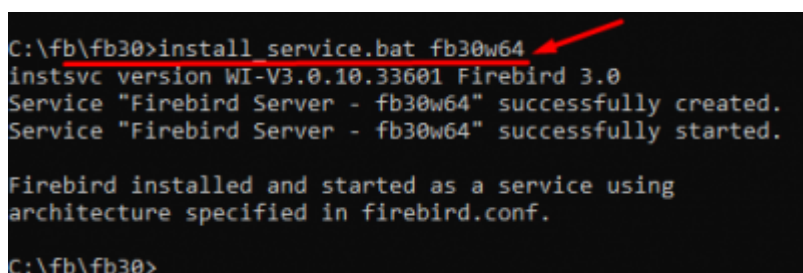 C:\fb\fb30>install_service.bat fb30w64
instsvc version WI-V3.0.10.33601 Firebird 3.0
Service "Firebird Server - fb30w64" successfully created.
Service "Firebird Server - fb30w64" successfully started.
Firebird installed and started as a service using
architecture specified in firebird.conf.
C:\fb\fb30>